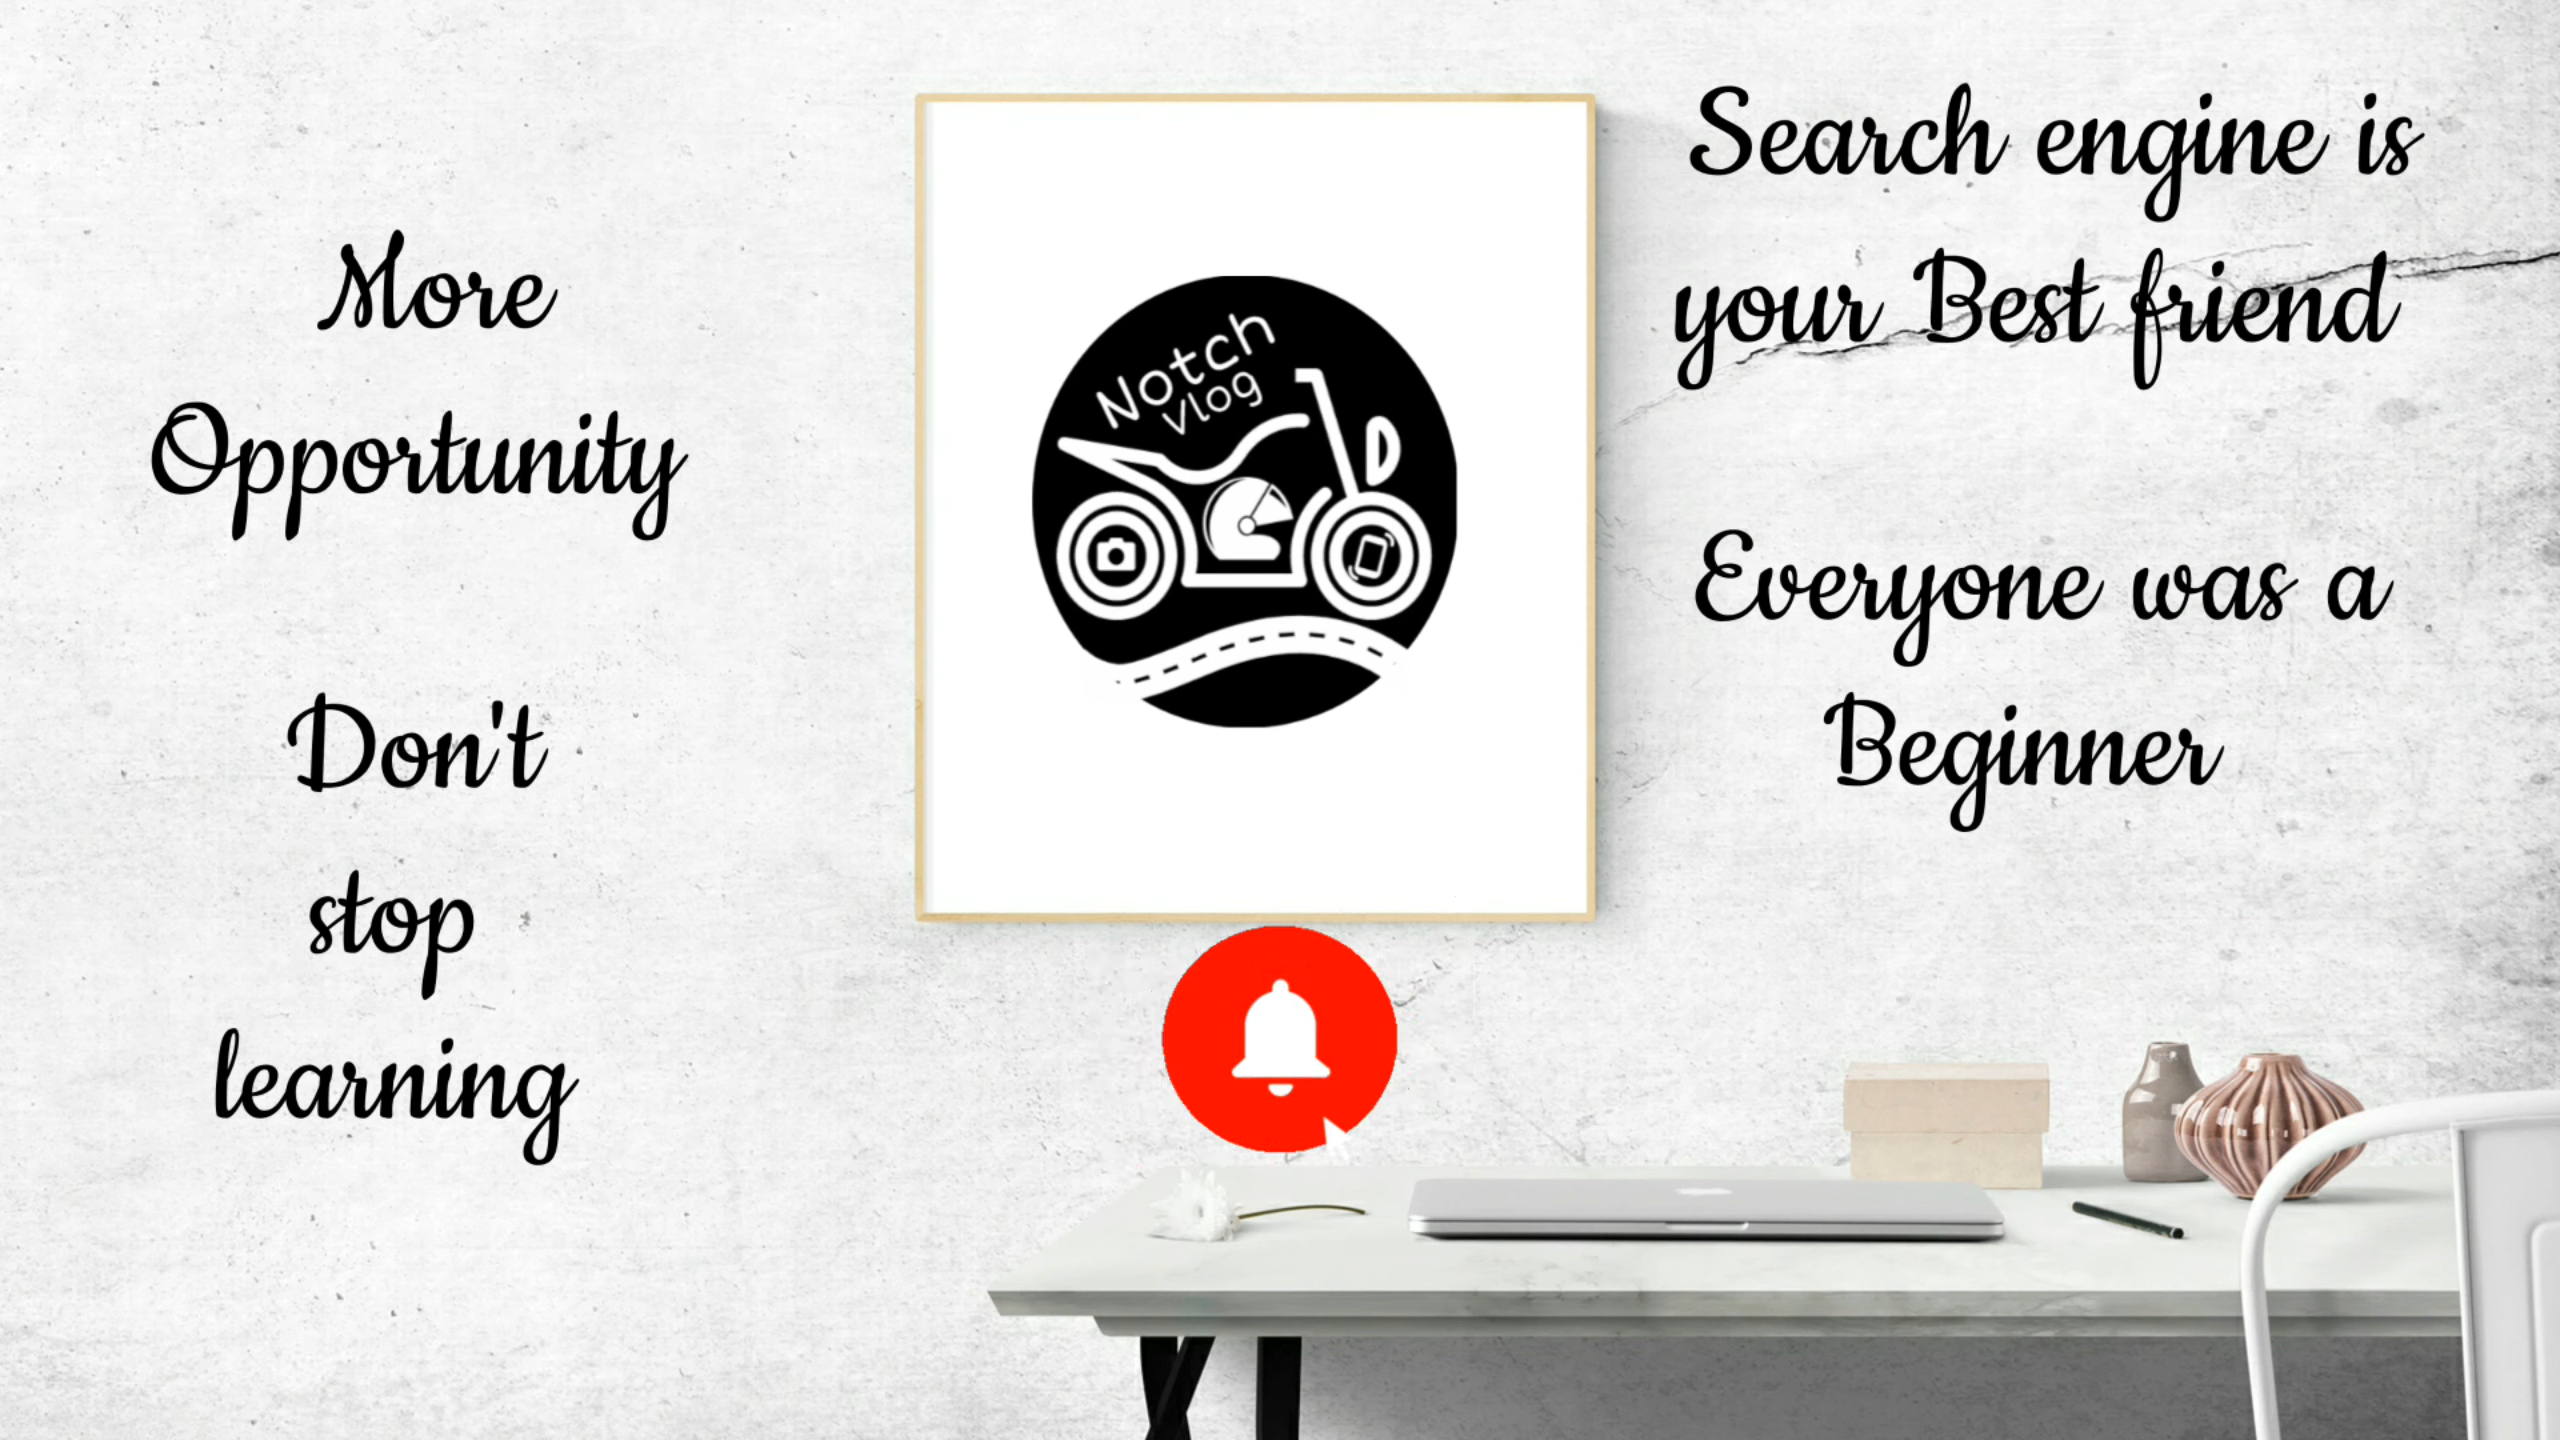 More
Opportunity
Don't
stop
learning
Notch
Vlog
Search engine is
your Best friend
Everyone was a
Beginner